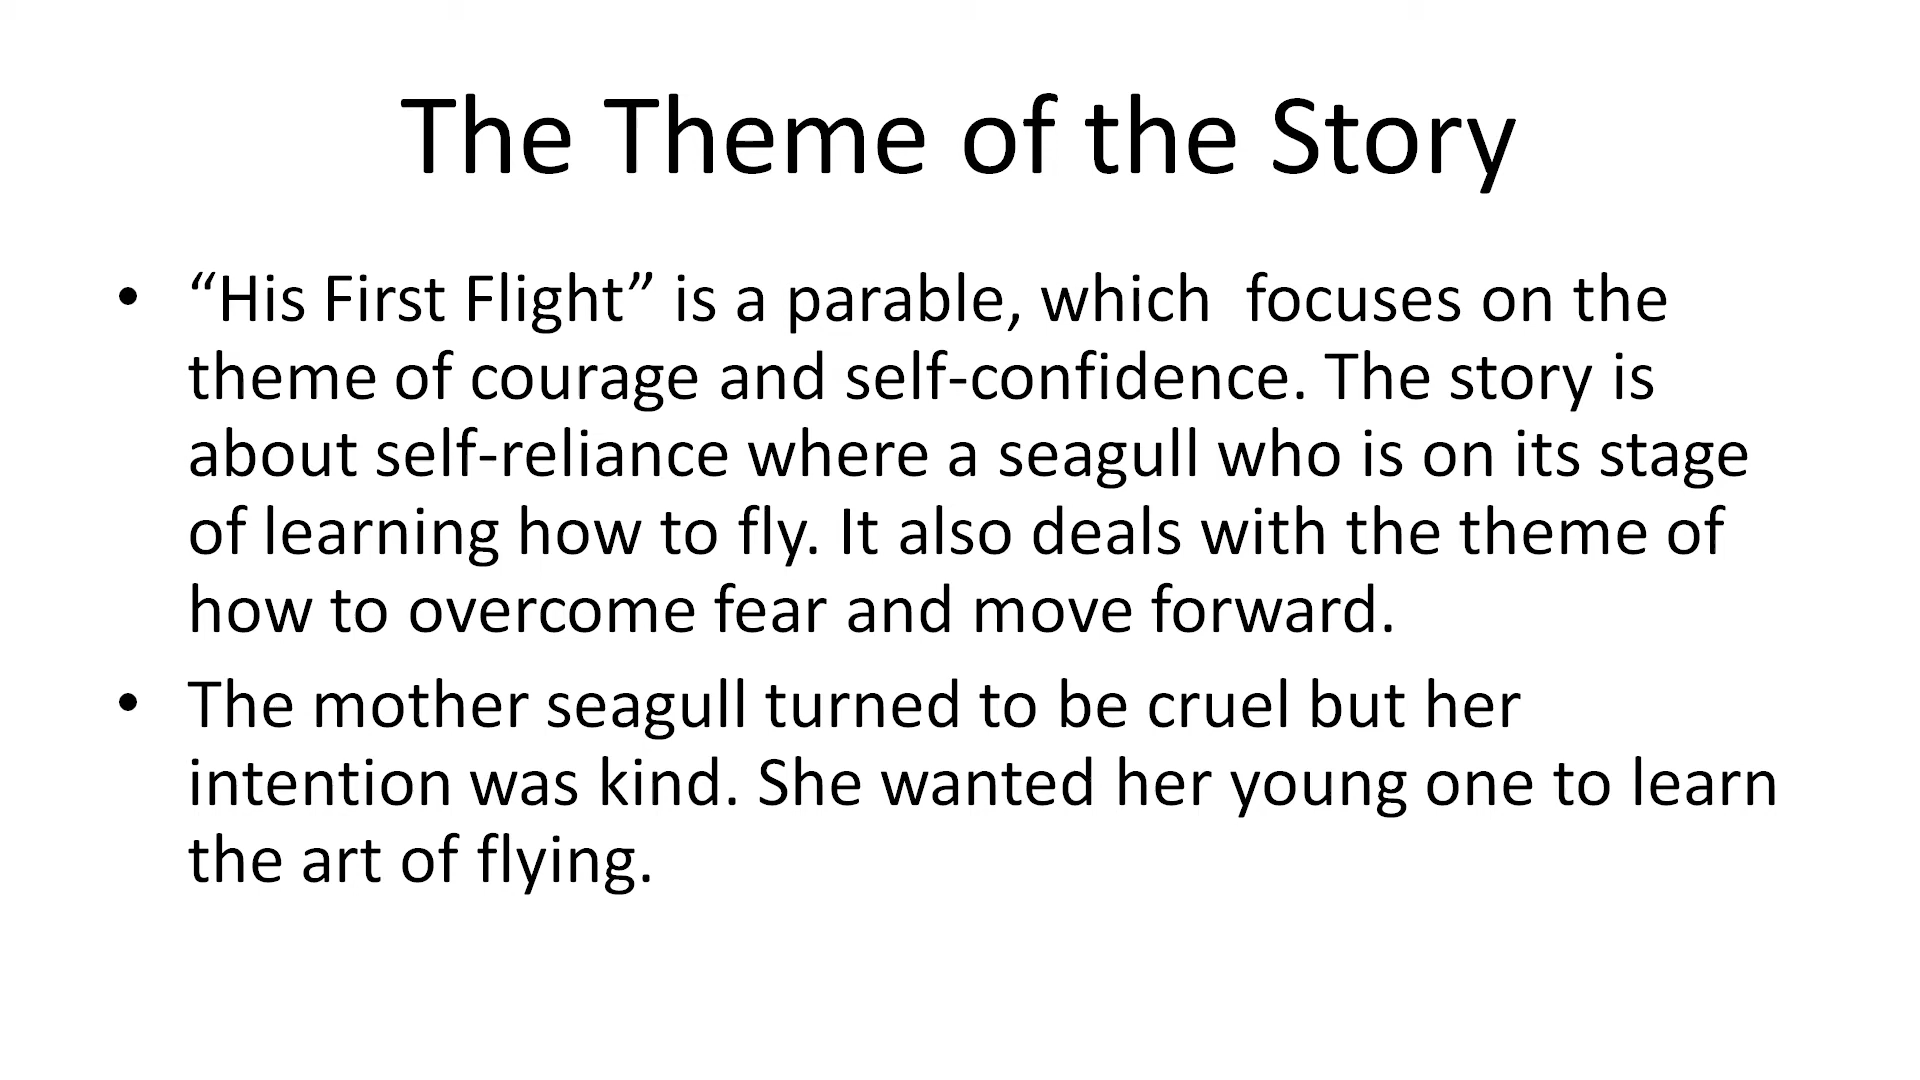 The Theme of the Story
• “His First Flight” is a parable, which  focuses on the
theme of courage and self-confidence. The story is
about self-reliance where a seagull who is on its stage
of learning how to fly. It also deals with the theme of
how to overcome fear and move forward.
• The mother seagull turned to be cruel but her
intention was kind. She wanted her young one to learn
the art of flying.